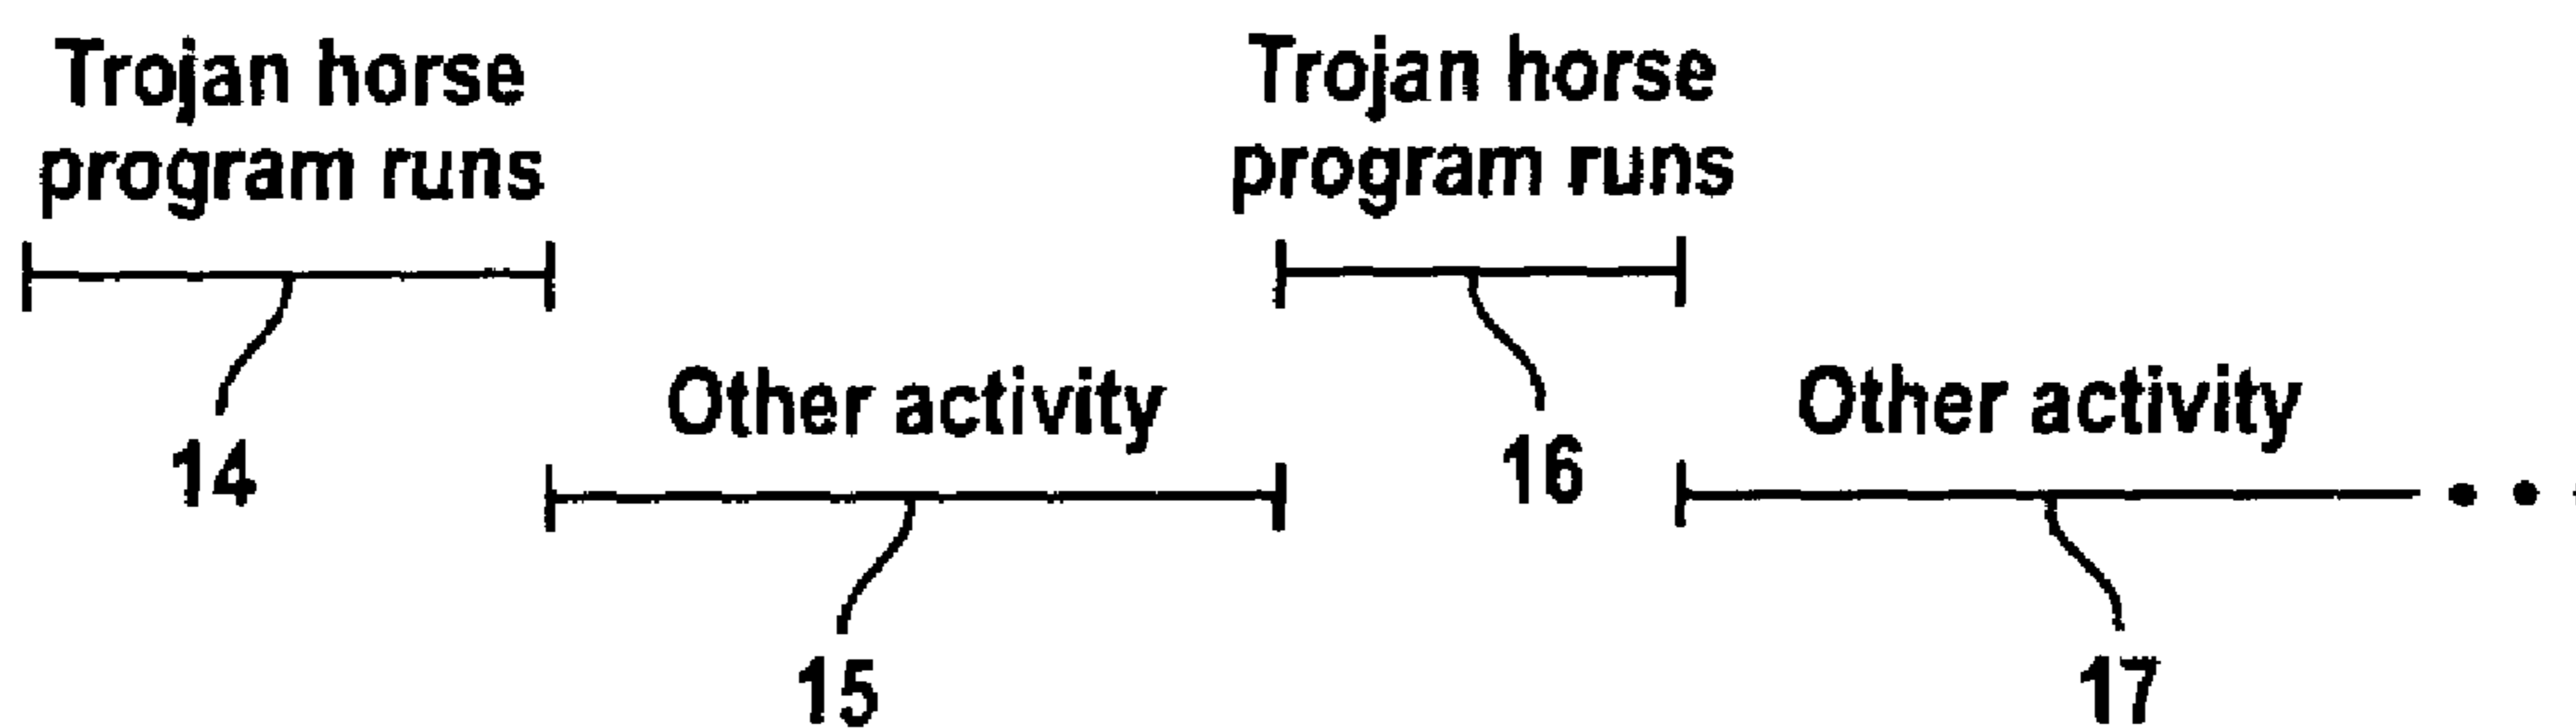 Trojan horse
program runs
Trojan horse
program runs
Other activity
Other activity
14
16
15
17